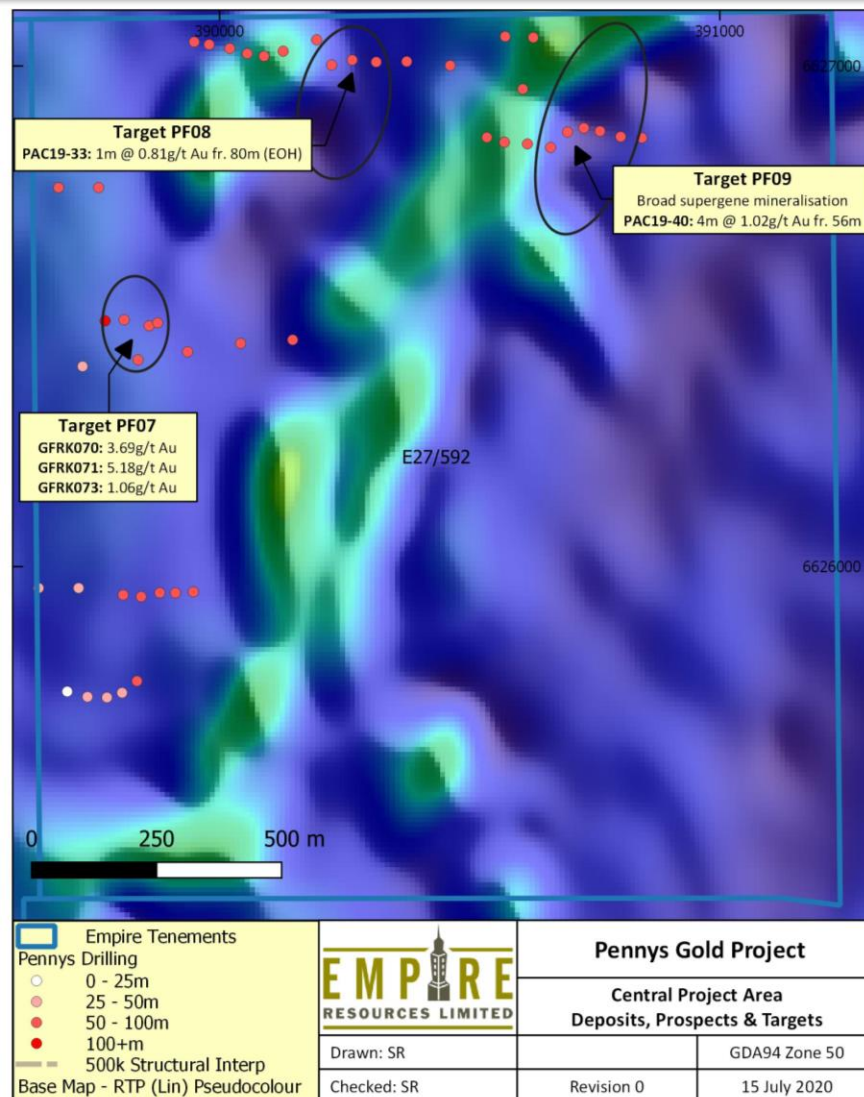 390000
391000
6627000
Target PF08
PAC19-33: 1m @ 0.81g/t Au fr. 80m (EOH)
Target PF09
Broad supergene mineralisation
PAC19-40: 4m @ 1.02g/t Au fr. 56m
Target PF07
GFRK070: 3.69g/t Au
GFRK071: 5.18g/t Au
GFRK073: 1.06g/t Au
E27/592
6626000
0 250 500 m
Empire Tenements
Pennys Drilling
0 - 25m
25 - 50m
50 - 100m
100+m
500k Structural Interp
Base Map - RTP (Lin) Pseudocolour
EMPIRE
RESOURCES LIMITED
Pennys Gold Project
Central Project Area
Deposits, Prospects & Targets
Drawn: SR
GDA94 Zone 50
Checked: SR
Revision 0
15 July 2020